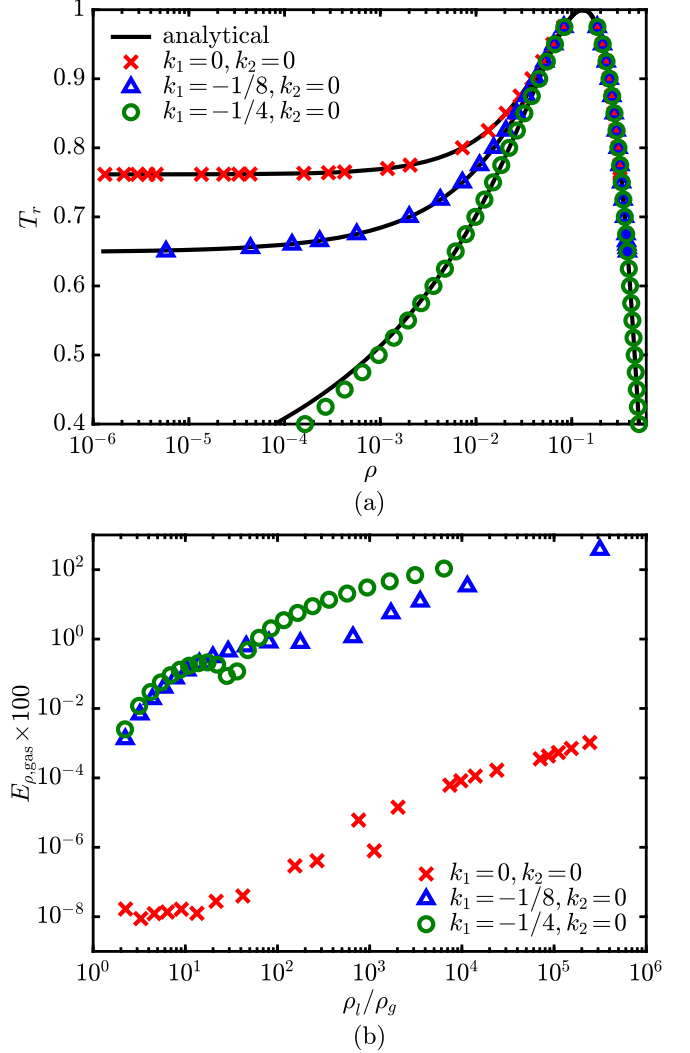 1
0.9
0.8
0.7
0.6
0.5
0.4
T_r
analytical
k_1=0, k_2=0
k_1=−1/8, k_2=0
k_1=−1/4, k_2=0
10^{−6} 10^{−5} 10^{−4} 10^{−3} 10^{−2} 10^{−1}
ρ
(a)
10^2
10^0
10^{−2}
10^{−4}
10^{−6}
10^{−8}
E_{ρ,gas}×100
k_1=0, k_2=0
k_1=−1/8, k_2=0
k_1=−1/4, k_2=0
10^0 10^1 10^2 10^3 10^4 10^5 10^6
ρ_l/ρ_g
(b)